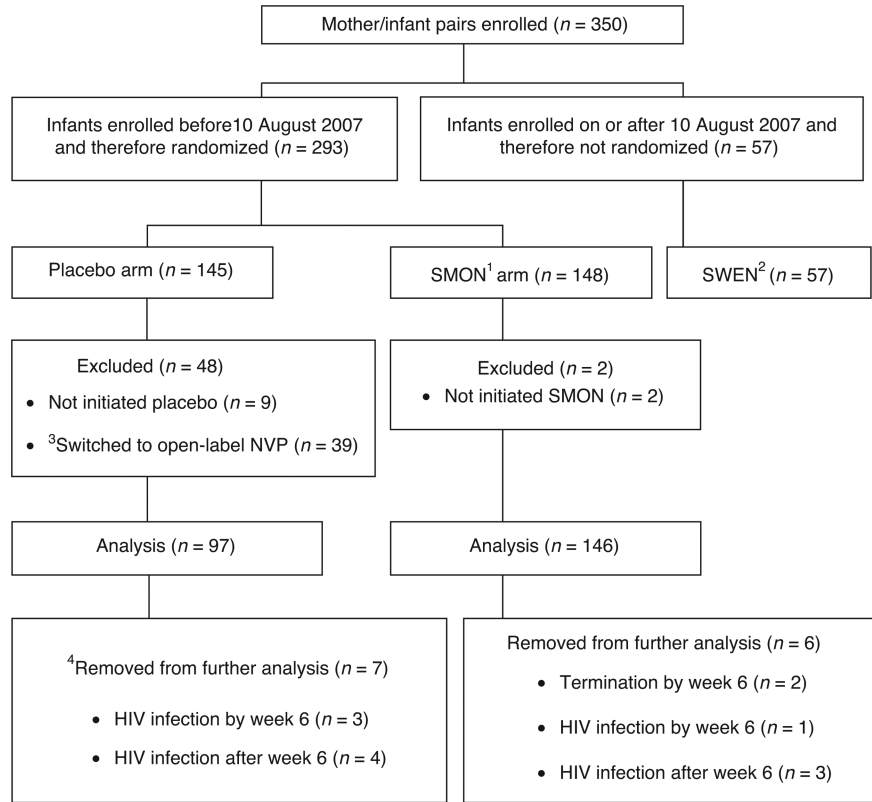 Mother/infant pairs enrolled (n = 350)
Infants enrolled before10 August 2007
and therefore randomized (n = 293)
Infants enrolled on or after 10 August 2007 and
therefore not randomized (n = 57)
Placebo arm (n = 145)
SMON¹ arm (n = 148)
SWEN² (n = 57)
Excluded (n = 48)
• Not initiated placebo (n = 9)
• ³Switched to open-label NVP (n = 39)
Excluded (n = 2)
• Not initiated SMON (n = 2)
Analysis (n = 97)
Analysis (n = 146)
⁴Removed from further analysis (n = 7)
• HIV infection by week 6 (n = 3)
• HIV infection after week 6 (n = 4)
Removed from further analysis (n = 6)
• Termination by week 6 (n = 2)
• HIV infection by week 6 (n = 1)
• HIV infection after week 6 (n = 3)